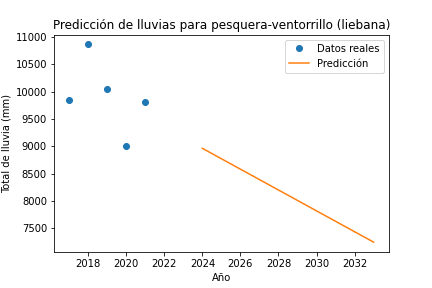 Predicción de lluvias para pesquera-ventorrillo (liebana)
11000
10500
10000
9500
9000
8500
8000
7500
Total de lluvia (mm)
Datos reales
Predicción
2018 2020 2022 2024 2026 2028 2030 2032
Año